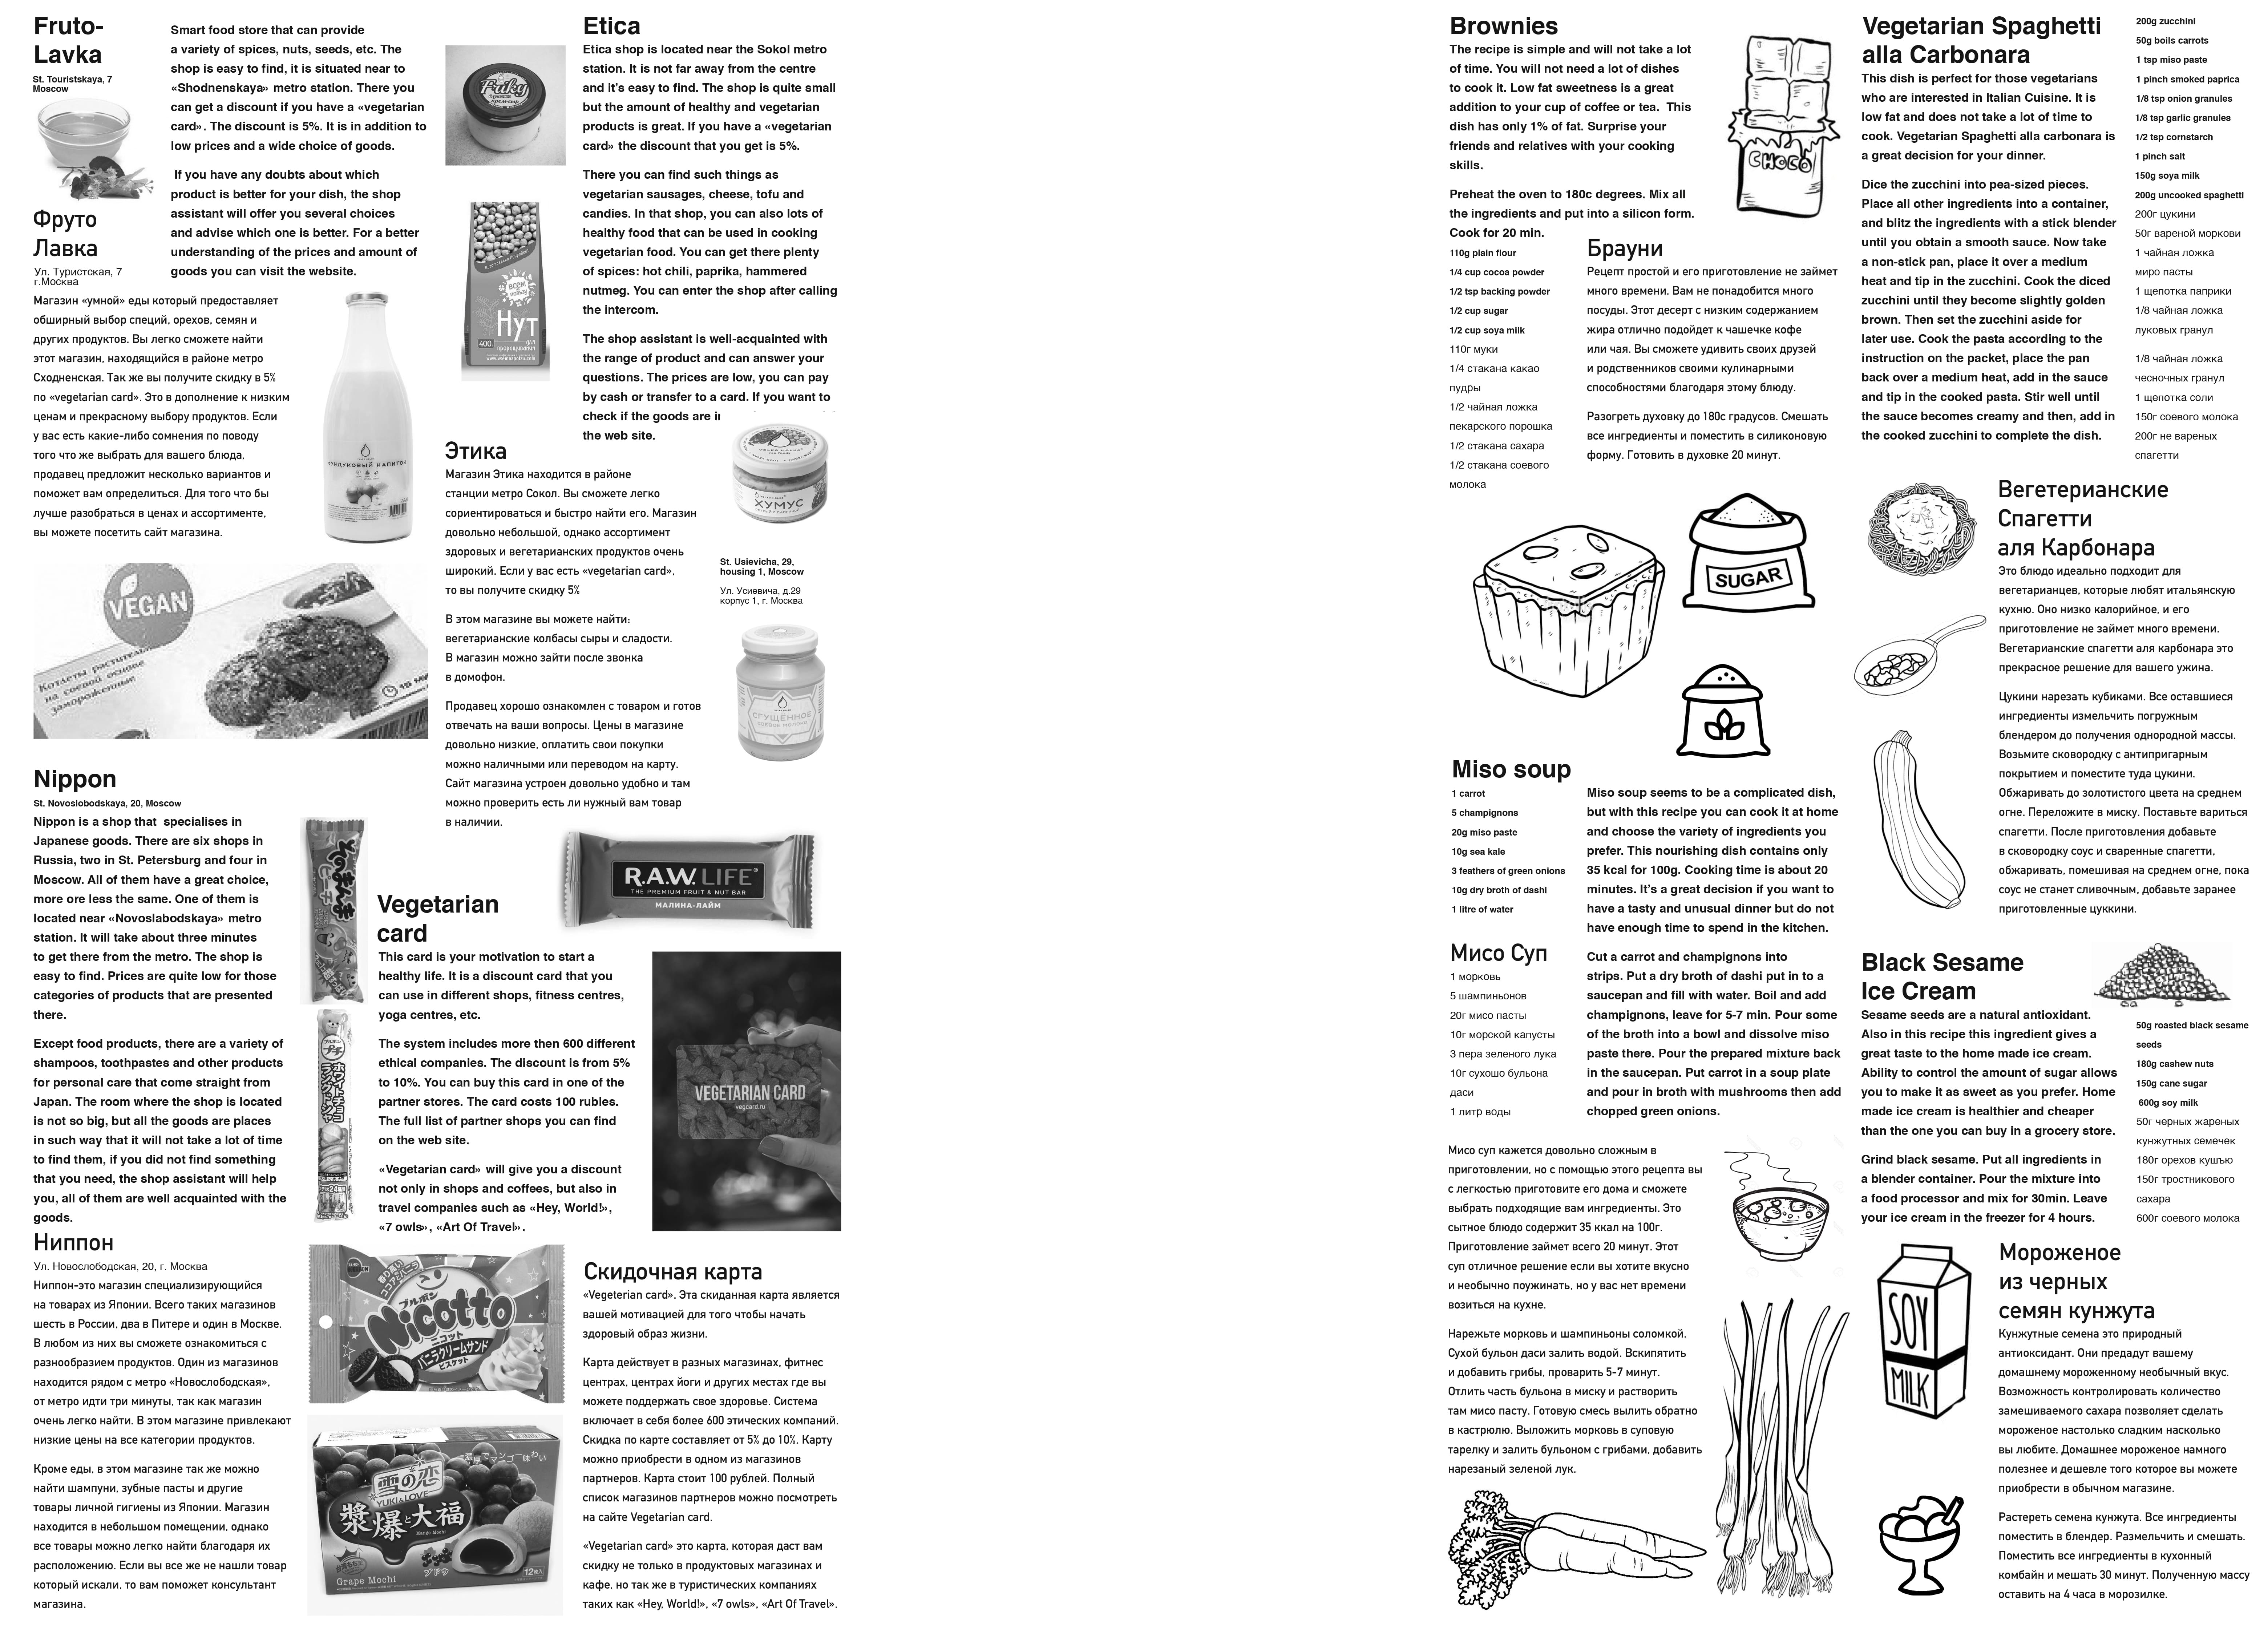 Fruto-
Lavka
St. Touristskaya, 7
Moscow
Smart food store that can provide
a variety of spices, nuts, seeds, etc. The
shop is easy to find, it is situated near to
«Shodnenskaya» metro station. There you
can get a discount if you have a «vegetarian
card». The discount is 5%. It is in addition to
low prices and a wide choice of goods.
If you have any doubts about which
product is better for your dish, the shop
assistant will offer you several choices
and advise which one is better. For a better
understanding of the prices and amount of
goods you can visit the website.
Фруто
Лавка
Ул. Туристская, 7
г.Москва
Магазин «умной» еды который предоставляет
обширный выбор специй, орехов, семян и
других продуктов. Вы легко сможете найти
этот магазин, находящийся в районе метро
Сходненская. Так же вы получите скидку в 5%
по «vegetarian card». Это в дополнение к низким
ценам и прекрасному выбору продуктов. Если
у вас есть какие-либо сомнения по поводу
того что же выбрать для вашего блюда,
продавец предложит несколько вариантов и
поможет вам определиться. Для того что бы
лучше разобраться в ценах и ассортименте,
вы можете посетить сайт магазина.
ФУНДУКОВЫЙ НАПИТОК
VEGAN
Котлеты растительные
на соевой основе
замороженные
Etica
Etica shop is located near the Sokol metro
station. It is not far away from the centre
and it's easy to find. The shop is quite small
but the amount of healthy and vegetarian
products is great. If you have a «vegetarian
card» the discount that you get is 5%.
There you can find such things as
vegetarian sausages, cheese, tofu and
candies. In that shop, you can also lots of
healthy food that can be used in cooking
vegetarian food. You can get there plenty
of spices: hot chili, paprika, hammered
nutmeg. You can enter the shop after calling
the intercom.
The shop assistant is well-acquainted with
the range of product and can answer your
questions. The prices are low, you can pay
by cash or transfer to a card. If you want to
check if the goods are in
the web site.
Fruky
крем-сыр
всем на пользу
Нут
для
проращивания
400
Этика
Магазин Этика находится в районе
станции метро Сокол. Вы сможете легко
сориентироваться и быстро найти его. Магазин
довольно небольшой, однако ассортимент
здоровых и вегетарианских продуктов очень
широкий. Если у вас есть «vegetarian card»,
то вы получите скидку 5%
В этом магазине вы можете найти:
вегетарианские колбасы сыры и сладости.
В магазин можно зайти после звонка
в домофон.
Продавец хорошо ознакомлен с товаром и готов
отвечать на ваши вопросы. Цены в магазине
довольно низкие, оплатить свои покупки
можно наличными или переводом на карту.
Сайт магазина устроен довольно удобно и там
можно проверить есть ли нужный вам товар
в наличии.
ХУМУС
St. Usievicha, 29,
housing 1, Moscow
Ул. Усиевича, д.29
корпус 1, г. Москва
СГУЩЁННОЕ
соевое молоко
Nippon
St. Novoslobodskaya, 20, Moscow
Nippon is a shop that specialises in
Japanese goods. There are six shops in
Russia, two in St. Petersburg and four in
Moscow. All of them have a great choice,
more ore less the same. One of them is
located near «Novoslabodskaya» metro
station. It will take about three minutes
to get there from the metro. The shop is
easy to find. Prices are quite low for those
categories of products that are presented
there.
Except food products, there are a variety of
shampoos, toothpastes and other products
for personal care that come straight from
Japan. The room where the shop is located
is not so big, but all the goods are places
in such way that it will not take a lot of time
to find them, if you did not find something
that you need, the shop assistant will help
you, all of them are well acquainted with the
goods.
Ниппон
Ул. Новослободская, 20, г. Москва
Ниппон-это магазин специализирующийся
на товарах из Японии. Всего таких магазинов
шесть в России, два в Питере и один в Москве.
В любом из них вы сможете ознакомиться с
разнообразием продуктов. Один из магазинов
находится рядом с метро «Новослободская»,
от метро идти три минуты, так как магазин
очень легко найти. В этом магазине привлекают
низкие цены на все категории продуктов.
Кроме еды, в этом магазине так же можно
найти шампуни, зубные пасты и другие
товары личной гигиены из Японии. Магазин
находится в небольшом помещении, однако
все товары можно легко найти благодаря их
расположению. Если вы все же не нашли товар
который искали, то вам поможет консультант
магазина.
R.A.W. LIFE
THE PREMIUM FRUIT & NUT BAR
МАЛИНА-ЛАЙМ
Vegetarian
card
This card is your motivation to start a
healthy life. It is a discount card that you
can use in different shops, fitness centres,
yoga centres, etc.
The system includes more then 600 different
ethical companies. The discount is from 5%
to 10%. You can buy this card in one of the
partner stores. The card costs 100 rubles.
The full list of partner shops you can find
on the web site.
«Vegetarian card» will give you a discount
not only in shops and coffees, but also in
travel companies such as «Hey, World!»,
«7 owls», «Art Of Travel».
VEGETARIAN CARD
vegcard.ru
ブルボン
Nicotto
ニコット
バニラクリームサンド
ビスケット
雪の恋
YUKI&LOVE
漿爆と大福
Mango Mochi
Grape Mochi
ブドウ
12枚入
Скидочная карта
«Vegeterian card». Эта скиданная карта является
вашей мотивацией для того чтобы начать
здоровый образ жизни.
Карта действует в разных магазинах, фитнес
центрах, центрах йоги и других местах где вы
можете поддержать свое здоровье. Система
включает в себя более 600 этических компаний.
Скидка по карте составляет от 5% до 10%. Карту
можно приобрести в одном из магазинов
партнеров. Карта стоит 100 рублей. Полный
список магазинов партнеров можно посмотреть
на сайте Vegetarian card.
«Vegetarian card» это карта, которая даст вам
скидку не только в продуктовых магазинах и
кафе, но так же в туристических компаниях
таких как «Hey, World!», «7 owls», «Art Of Travel».
Brownies
The recipe is simple and will not take a lot
of time. You will not need a lot of dishes
to cook it. Low fat sweetness is a great
addition to your cup of coffee or tea. This
dish has only 1% of fat. Surprise your
friends and relatives with your cooking
skills.
Preheat the oven to 180c degrees. Mix all
the ingredients and put into a silicon form.
Cook for 20 min.
110g plain flour
1/4 cup cocoa powder
1/2 tsp backing powder
1/2 cup sugar
1/2 cup soya milk
110г муки
1/4 стакана какао
пудры
1/2 чайная ложка
пекарского порошка
1/2 стакана сахара
1/2 стакана соевого
молока
CHOCO
Брауни
Рецепт простой и его приготовление не займет
много времени. Вам не понадобится много
посуды. Этот десерт с низким содержанием
жира отлично подойдет к чашечке кофе
или чая. Вы сможете удивить своих друзей
и родственников своими кулинарными
способностями благодаря этому блюду.
Разогреть духовку до 180с градусов. Смешать
все ингредиенты и поместить в силиконовую
форму. Готовить в духовке 20 минут.
SUGAR
Miso soup
1 carrot
5 champignons
20g miso paste
10g sea kale
3 feathers of green onions
10g dry broth of dashi
1 litre of water
Miso soup seems to be a complicated dish,
but with this recipe you can cook it at home
and choose the variety of ingredients you
prefer. This nourishing dish contains only
35 kcal for 100g. Cooking time is about 20
minutes. It's a great decision if you want to
have a tasty and unusual dinner but do not
have enough time to spend in the kitchen.
Cut a carrot and champignons into
strips. Put a dry broth of dashi put in to a
saucepan and fill with water. Boil and add
champignons, leave for 5-7 min. Pour some
of the broth into a bowl and dissolve miso
paste there. Pour the prepared mixture back
in the saucepan. Put carrot in a soup plate
and pour in broth with mushrooms then add
chopped green onions.
Мисо Суп
1 морковь
5 шампиньонов
20г мисо пасты
10г морской капусты
3 пера зеленого лука
10г сухошо бульона
даси
1 литр воды
Мисо суп кажется довольно сложным в
приготовлении, но с помощью этого рецепта вы
с легкостью приготовите его дома и сможете
выбрать подходящие вам ингредиенты. Это
сытное блюдо содержит 35 ккал на 100г.
Приготовление займет всего 20 минут. Этот
суп отличное решение если вы хотите вкусно
и необычно поужинать, но у вас нет времени
возиться на кухне.
Нарежьте морковь и шампиньоны соломкой.
Сухой бульон даси залить водой. Вскипятить
и добавить грибы, проварить 5-7 минут.
Отлить часть бульона в миску и растворить
там мисо пасту. Готовую смесь вылить обратно
в кастрюлю. Выложить морковь в суповую
тарелку и залить бульоном с грибами, добавить
нарезаный зеленой лук.
Vegetarian Spaghetti
alla Carbonara
This dish is perfect for those vegetarians
who are interested in Italian Cuisine. It is
low fat and does not take a lot of time to
cook. Vegetarian Spaghetti alla carbonara is
a great decision for your dinner.
Dice the zucchini into pea-sized pieces.
Place all other ingredients into a container,
and blitz the ingredients with a stick blender
until you obtain a smooth sauce. Now take
a non-stick pan, place it over a medium
heat and tip in the zucchini. Cook the diced
zucchini until they become slightly golden
brown. Then set the zucchini aside for
later use. Cook the pasta according to the
instruction on the packet, place the pan
back over a medium heat, add in the sauce
and tip in the cooked pasta. Stir well until
the sauce becomes creamy and then, add in
the cooked zucchini to complete the dish.
200g zucchini
50g boils carrots
1 tsp miso paste
1 pinch smoked paprica
1/8 tsp onion granules
1/8 tsp garlic granules
1/2 tsp cornstarch
1 pinch salt
150g soya milk
200g uncooked spaghetti
200г цукини
50г вареной моркови
1 чайная ложка
миро пасты
1 щепотка паприки
1/8 чайная ложка
луковых гранул
1/8 чайная ложка
чесночных гранул
1 щепотка соли
150г соевого молока
200г не вареных
спагетти
Вегетерианские
Спагетти
аля Карбонара
Это блюдо идеально подходит для
вегетарианцев, которые любят итальянскую
кухню. Оно низко калорийное, и его
приготовление не займет много времени.
Вегетарианские спагетти аля карбонара это
прекрасное решение для вашего ужина.
Цукини нарезать кубиками. Все оставшиеся
ингредиенты измельчить погружным
блендером до получения однородной массы.
Возьмите сковородку с антипригарным
покрытием и поместите туда цукини.
Обжаривать до золотистого цвета на среднем
огне. Переложите в миску. Поставьте вариться
спагетти. После приготовления добавьте
в сковородку соус и сваренные спагетти,
обжаривать, помешивая на среднем огне, пока
соус не станет сливочным, добавьте заранее
приготовленные цуккини.
Black Sesame
Ice Cream
Sesame seeds are a natural antioxidant.
Also in this recipe this ingredient gives a
great taste to the home made ice cream.
Ability to control the amount of sugar allows
you to make it as sweet as you prefer. Home
made ice cream is healthier and cheaper
than the one you can buy in a grocery store.
Grind black sesame. Put all ingredients in
a blender container. Pour the mixture into
a food processor and mix for 30min. Leave
your ice cream in the freezer for 4 hours.
50g roasted black sesame
seeds
180g cashew nuts
150g cane sugar
600g soy milk
50г черных жареных
кунжутных семечек
180г орехов кушъю
150г тростникового
сахара
600г соевого молока
SOY
MILK
Мороженое
из черных
семян кунжута
Кунжутные семена это природный
антиоксидант. Они предадут вашему
домашнему мороженному необычный вкус.
Возможность контролировать количество
замешиваемого сахара позволяет сделать
мороженое настолько сладким насколько
вы любите. Домашнее мороженое намного
полезнее и дешевле того которое вы можете
приобрести в обычном магазине.
Растереть семена кунжута. Все ингредиенты
поместить в блендер. Размельчить и смешать.
Поместить все ингредиенты в кухонный
комбайн и мешать 30 минут. Полученную массу
оставить на 4 часа в морозилке.